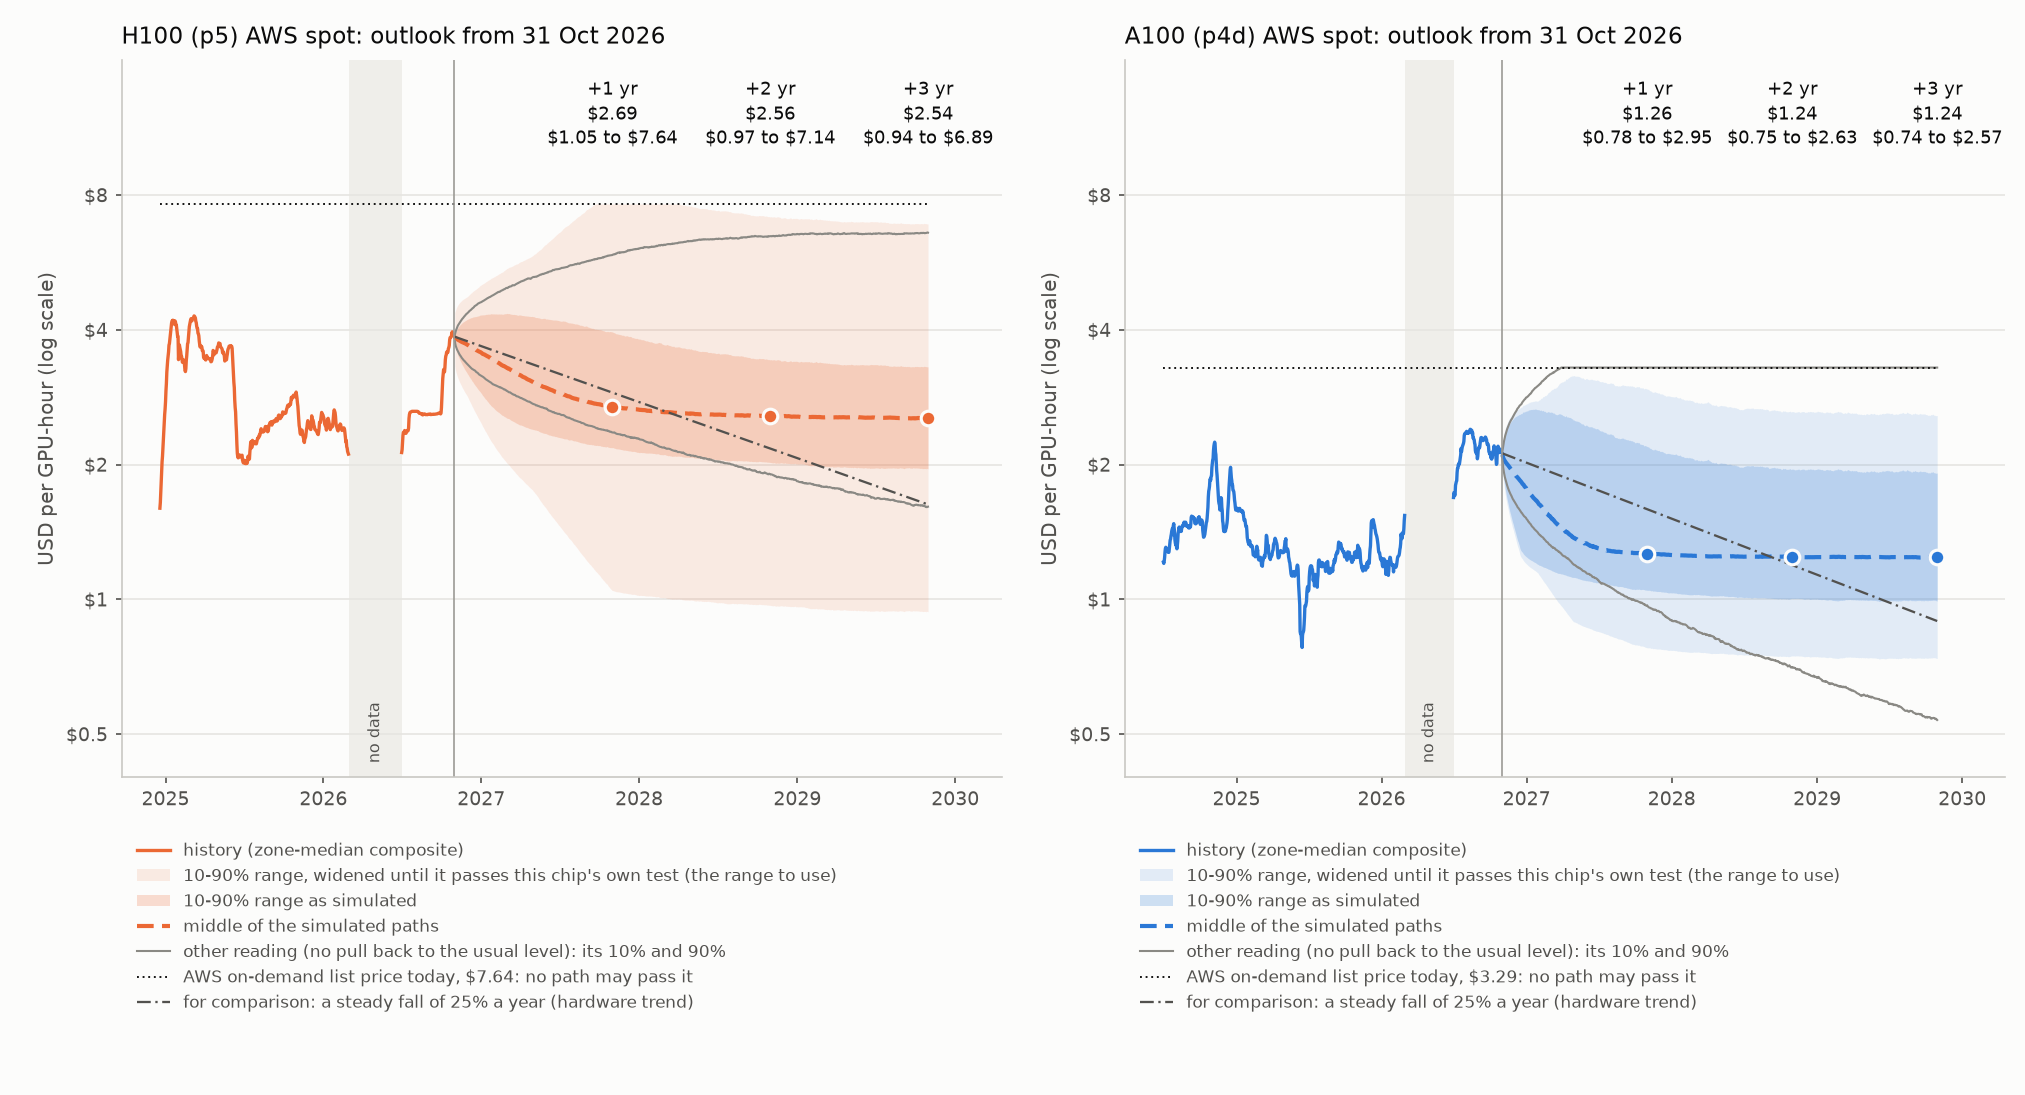 H100 (p5) AWS spot: outlook from 31 Oct 2026
+1 yr +2 yr +3 yr
$2.69 $2.56 $2.54
$1.05 to $7.64 $0.97 to $7.14 $0.94 to $6.89
USD per GPU-hour (log scale)
$8
$4
$2
$1
$0.5
no data
2025 2026 2027 2028 2029 2030
history (zone-median composite)
10-90% range, widened until it passes this chip's own test (the range to use)
10-90% range as simulated
middle of the simulated paths
other reading (no pull back to the usual level): its 10% and 90%
AWS on-demand list price today, $7.64: no path may pass it
for comparison: a steady fall of 25% a year (hardware trend)
A100 (p4d) AWS spot: outlook from 31 Oct 2026
+1 yr +2 yr +3 yr
$1.26 $1.24 $1.24
$0.78 to $2.95 $0.75 to $2.63 $0.74 to $2.57
USD per GPU-hour (log scale)
$8
$4
$2
$1
$0.5
no data
2025 2026 2027 2028 2029 2030
history (zone-median composite)
10-90% range, widened until it passes this chip's own test (the range to use)
10-90% range as simulated
middle of the simulated paths
other reading (no pull back to the usual level): its 10% and 90%
AWS on-demand list price today, $3.29: no path may pass it
for comparison: a steady fall of 25% a year (hardware trend)